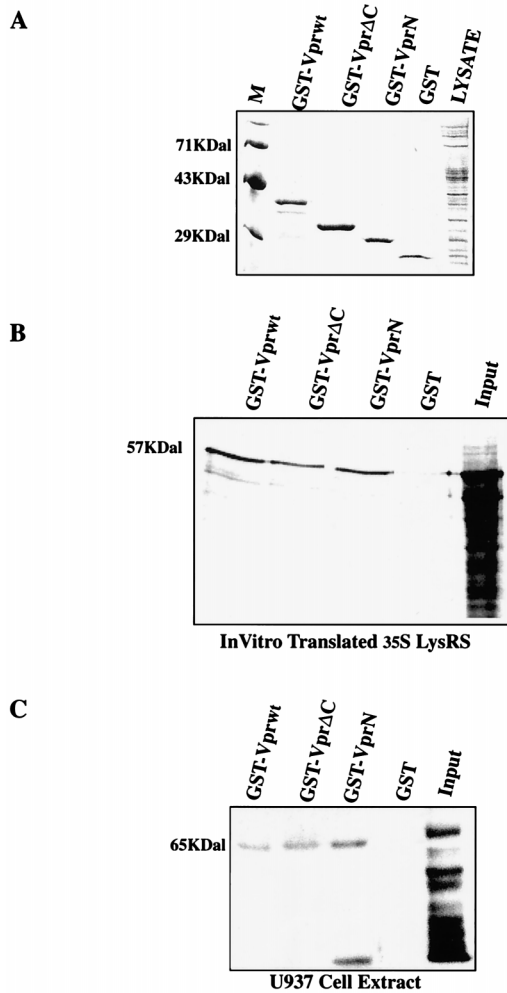 A
M GST-Vprwt GST-VprΔC GST-VprN GST LYSATE
71KDal
43KDal
29KDal
B
GST-Vprwt GST-VprΔC GST-VprN GST Input
57KDal
InVitro Translated 35S LysRS
C
GST-Vprwt GST-VprΔC GST-VprN GST Input
65KDal
U937 Cell Extract